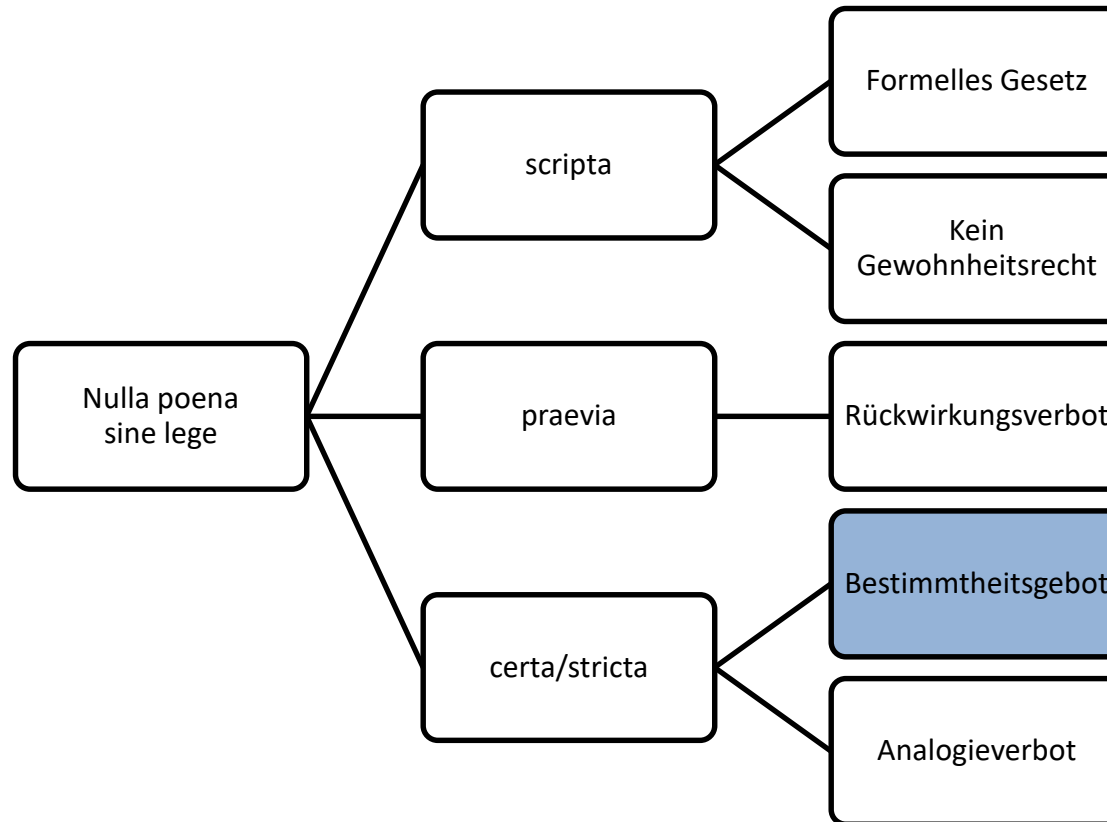 Nulla poena
sine lege
scripta
Formelles Gesetz
Kein
Gewohnheitsrecht
praevia
Rückwirkungsverbot
certa/stricta
Bestimmtheitsgebot
Analogieverbot